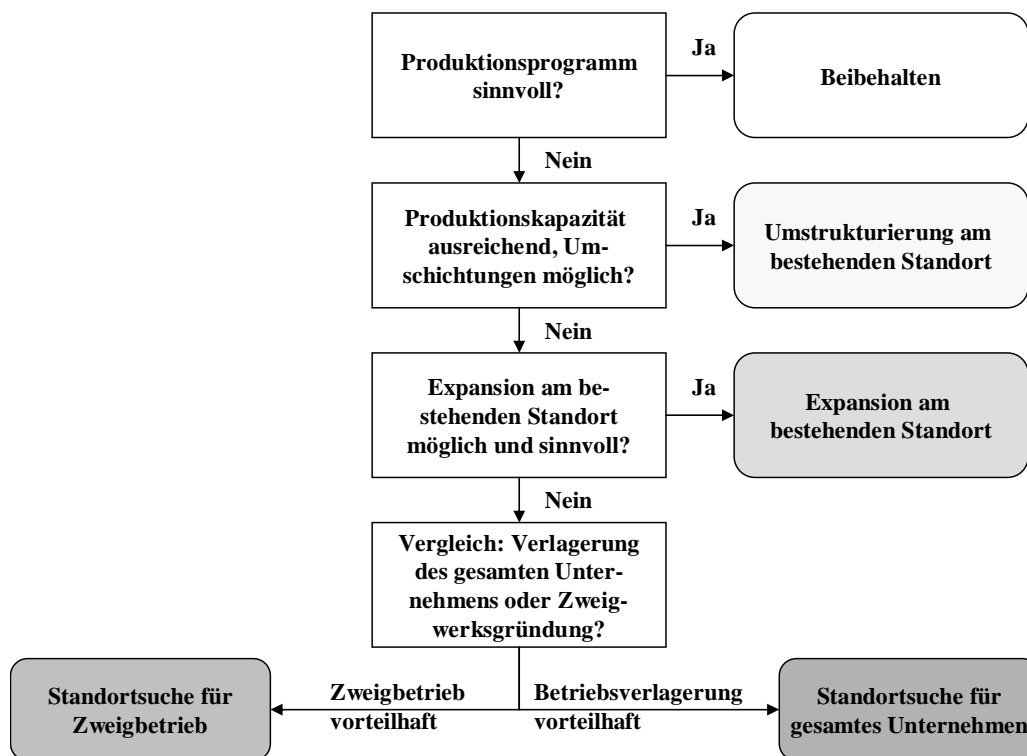 Produktionsprogramm
sinnvoll?
Ja
Beibehalten
Nein
Produktionskapazität
ausreichend, Um-
schichtungen möglich?
Ja
Umstrukturierung am
bestehenden Standort
Nein
Expansion am be-
stehenden Standort
möglich und sinnvoll?
Ja
Expansion am
bestehenden Standort
Nein
Vergleich: Verlagerung
des gesamten Unter-
nehmens oder Zweig-
werksgründung?
Standortsuche für
Zweigbetrieb
Zweigbetrieb
vorteilhaft
Betriebsverlagerung
vorteilhaft
Standortsuche für
gesamtes Unternehmen